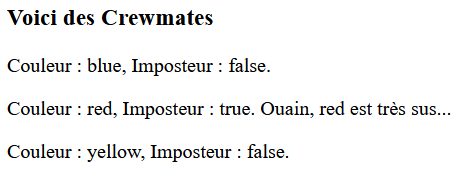 Voici des Crewmates
Couleur : blue, Imposteur : false.
Couleur : red, Imposteur : true. Ouain, red est très sus...
Couleur : yellow, Imposteur : false.